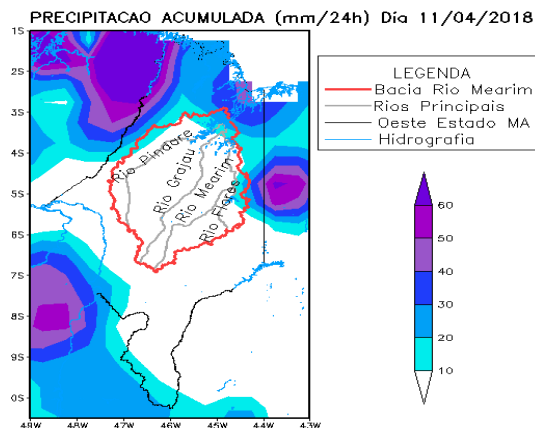 PRECIPITACAO ACUMULADA (mm/24h) Dia 11/04/2018
1S
2S
3S
4S
5S
6S
7S
8S
9S
0S
48W
47W
46W
45W
44W
43W
Rio Pindare
Rio Grajau
Rio Mearim
Rio Flores
LEGENDA
Bacia Rio Mearim
Rios Principais
Oeste Estado MA
Hidrografia
60
50
40
30
20
10